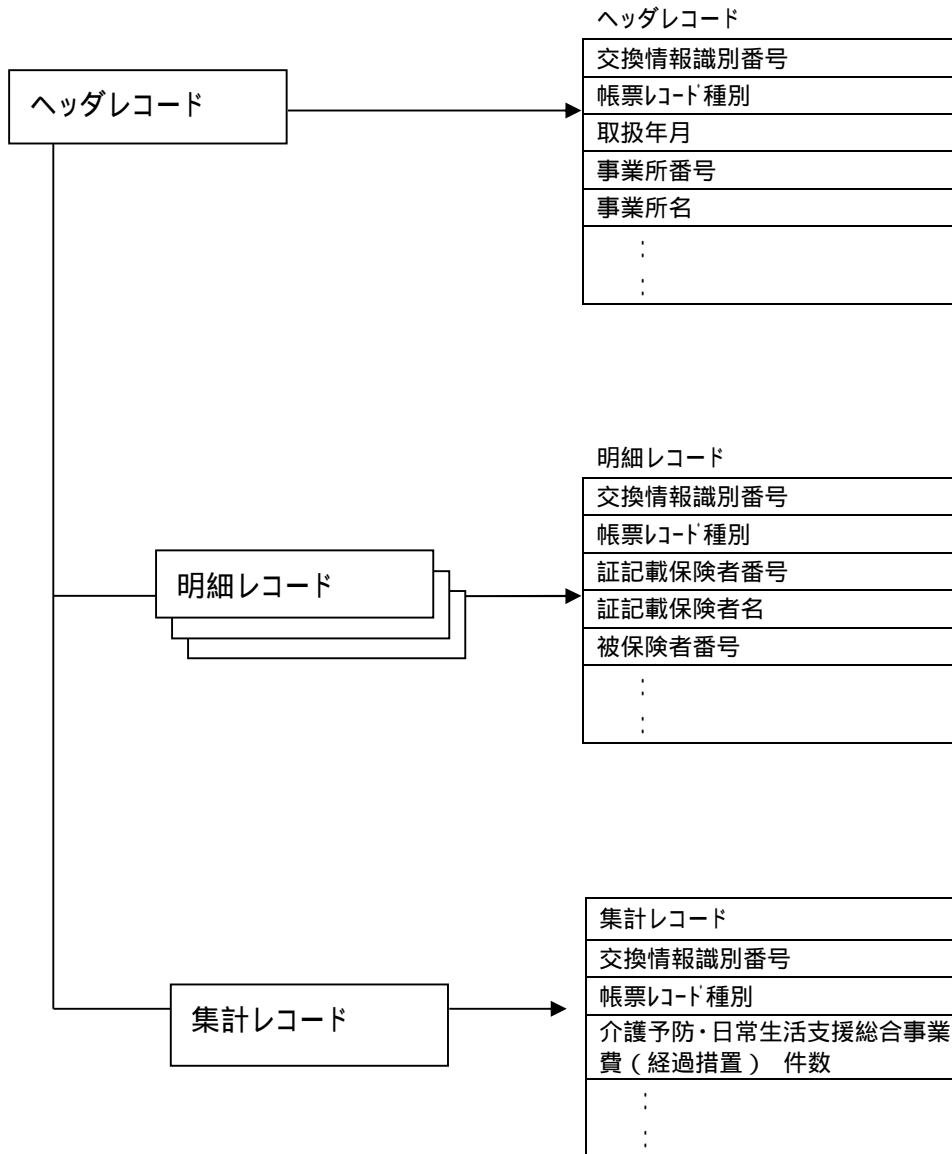 ヘッダレコード
ヘッダレコード
交換情報識別番号
帳票ﾚｺｰﾄﾞ種別
取扱年月
事業所番号
事業所名
:
:
明細レコード
明細レコード
交換情報識別番号
帳票ﾚｺｰﾄﾞ種別
証記載保険者番号
証記載保険者名
被保険者番号
:
:
集計レコード
集計レコード
交換情報識別番号
帳票ﾚｺｰﾄﾞ種別
介護予防・日常生活支援総合事業
費（経過措置）　件数
:
: